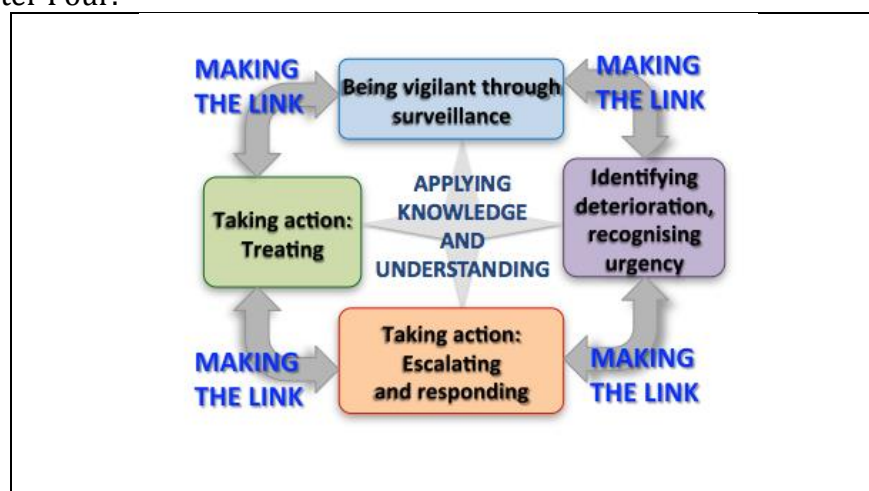 MAKING
THE LINK
Being vigilant through
surveillance
MAKING
THE LINK
Taking action:
Treating
APPLYING
KNOWLEDGE
AND
UNDERSTANDING
Identifying
deterioration,
recognising
urgency
MAKING
THE LINK
Taking action:
Escalating
and responding
MAKING
THE LINK